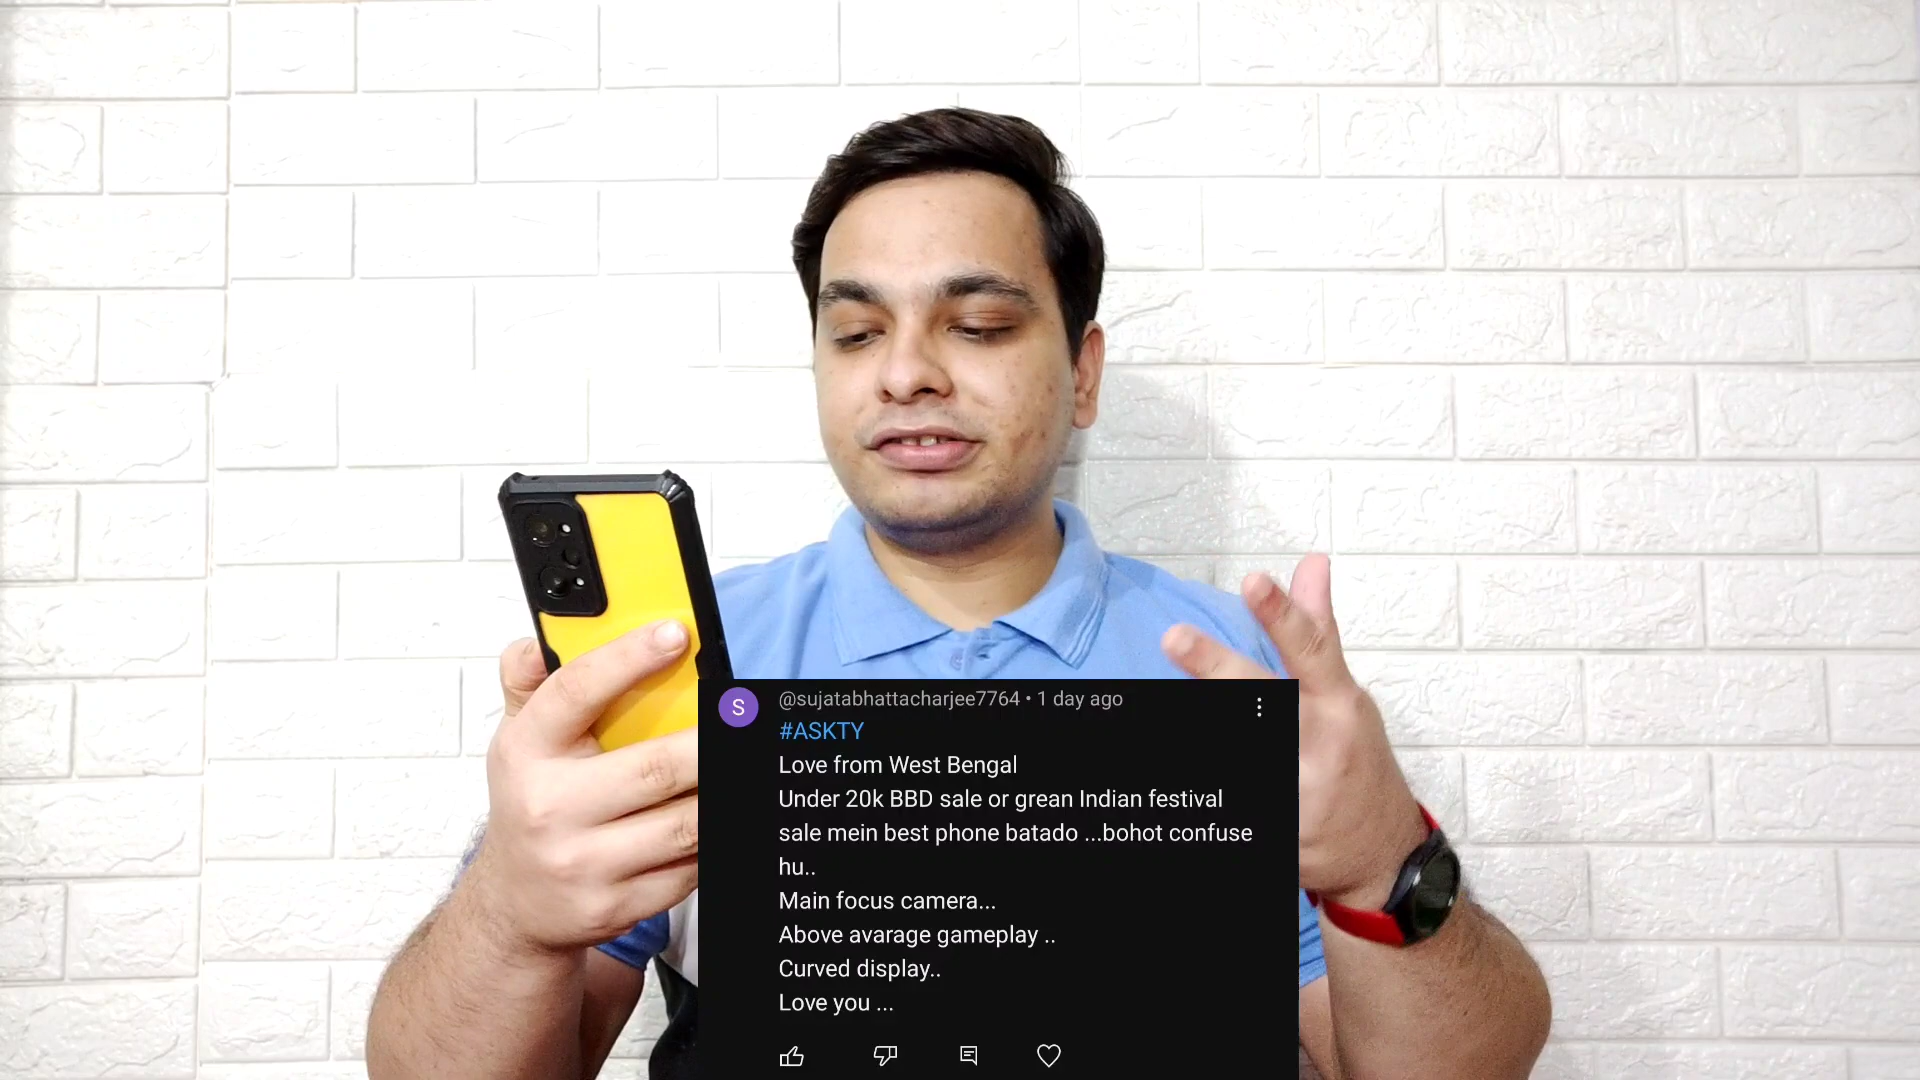 S
@sujatabhattacharjee7764 • 1 day ago
#ASKTY
Love from West Bengal
Under 20k BBD sale or grean Indian festival
sale mein best phone batado ...bohot confuse
hu..
Main focus camera...
Above avarage gameplay ..
Curved display..
Love you ...